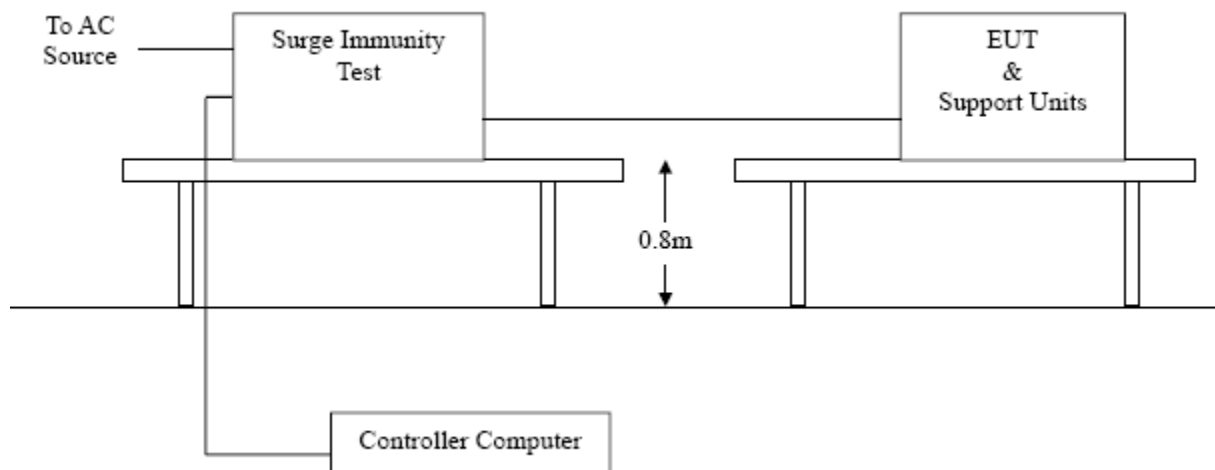 To AC
Source
Surge Immunity
Test
EUT
&
Support Units
0.8m
Controller Computer